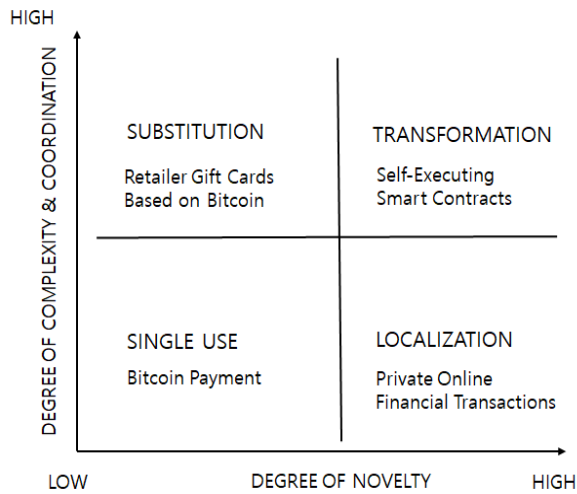 HIGH
DEGREE OF COMPLEXITY & COORDINATION
SUBSTITUTION
Retailer Gift Cards
Based on Bitcoin
TRANSFORMATION
Self-Executing
Smart Contracts
SINGLE USE
Bitcoin Payment
LOCALIZATION
Private Online
Financial Transactions
LOW
DEGREE OF NOVELTY
HIGH